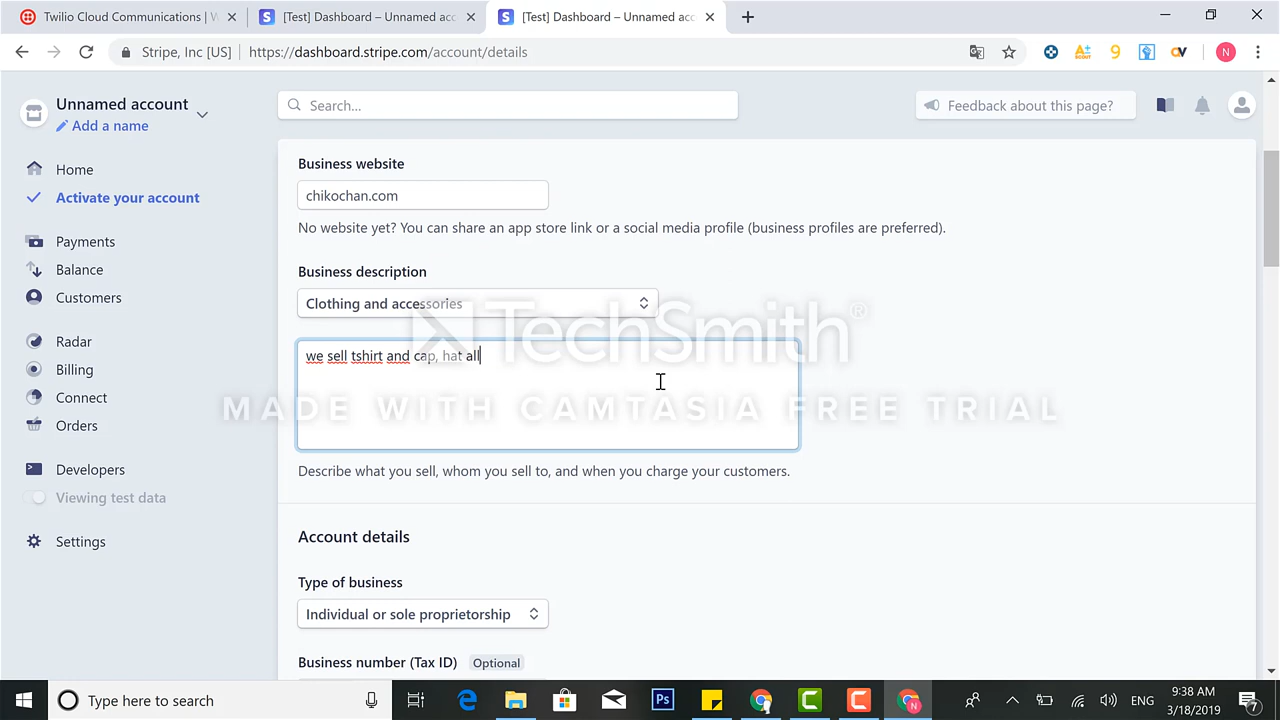 Twilio Cloud Communications | W
[Test] Dashboard – Unnamed acc
[Test] Dashboard – Unnamed acc
Stripe, Inc [US] | https://dashboard.stripe.com/account/details
Unnamed account
Add a name
Search...
Feedback about this page?
Home
Activate your account
Payments
Balance
Customers
Radar
Billing
Connect
Orders
Developers
Viewing test data
Settings
Business website
chikochan.com
No website yet? You can share an app store link or a social media profile (business profiles are preferred).
Business description
Clothing and accessories
we sell tshirt and cap, hat all
Describe what you sell, whom you sell to, and when you charge your customers.
Account details
Type of business
Individual or sole proprietorship
Business number (Tax ID) Optional
TechSmith®
MADE WITH CAMTASIA FREE TRIAL
Type here to search
Ps
ENG
9:38 AM
3/18/2019
7